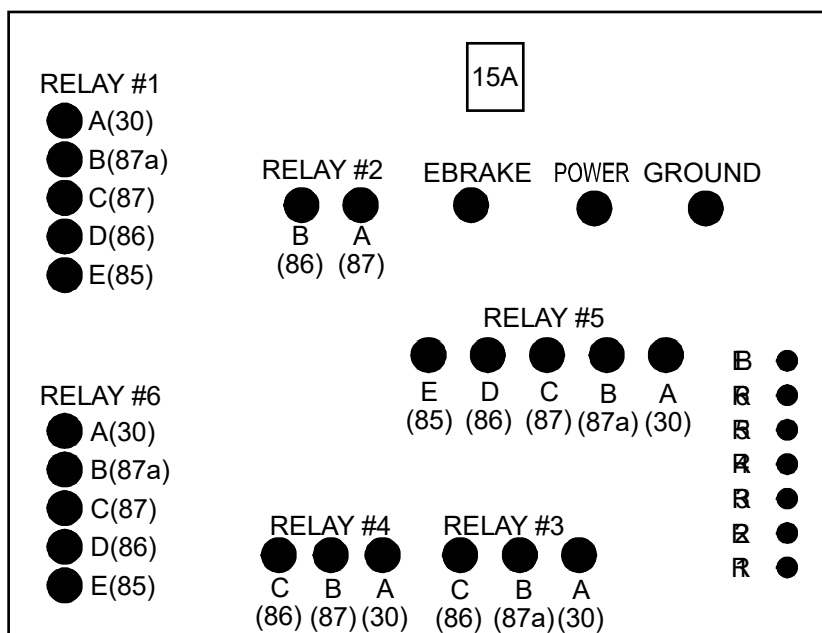 15A
RELAY #1
A(30)
B(87a)
C(87)
D(86)
E(85)
RELAY #2
B
(86)
A
(87)
EBRAKE
POWER
GROUND
RELAY #5
E
(85)
D
(86)
C
(87)
B
(87a)
A
(30)
RELAY #6
A(30)
B(87a)
C(87)
D(86)
E(85)
RELAY #4
C
(86)
B
(87)
A
(30)
RELAY #3
C
(86)
B
(87a)
A
(30)